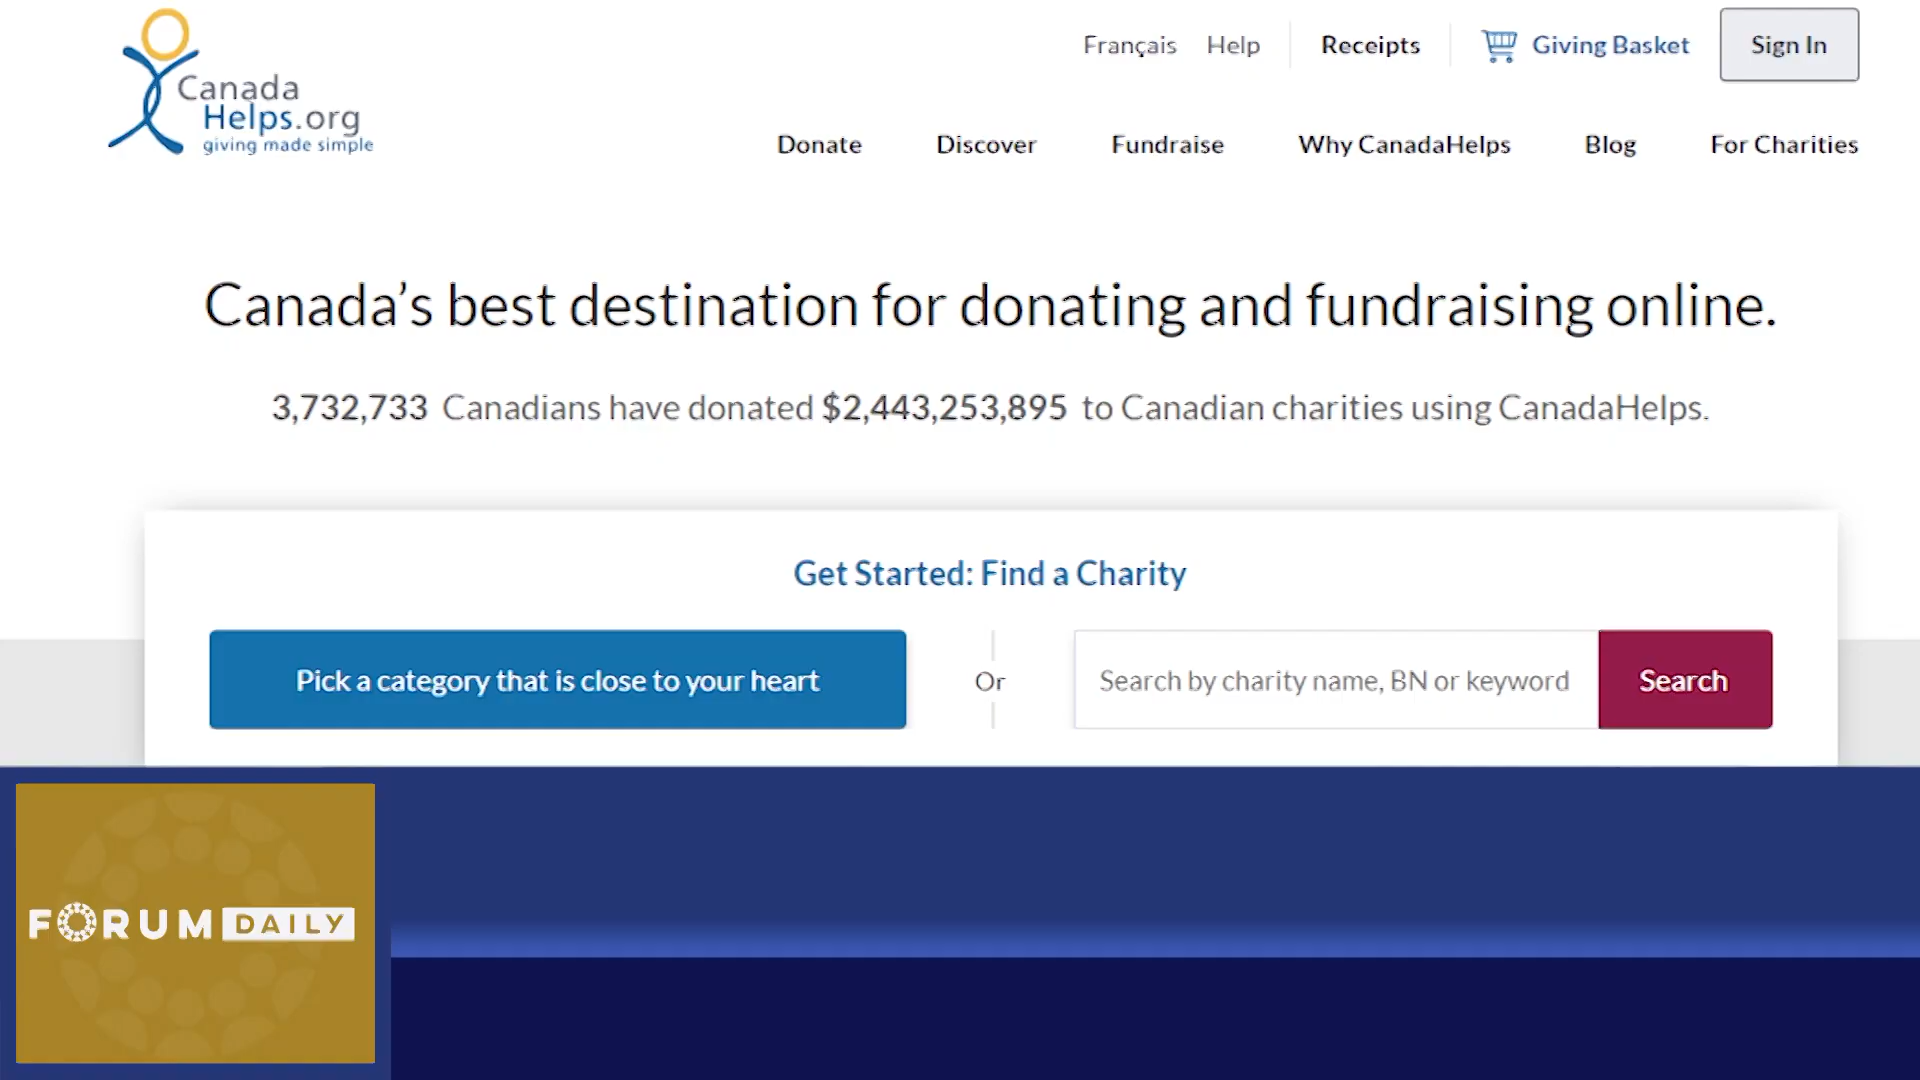 Canada
Helps.org
giving made simple
Français Help Receipts Giving Basket Sign In
Donate Discover Fundraise Why CanadaHelps Blog For Charities
Canada’s best destination for donating and fundraising online.
3,732,733 Canadians have donated $2,443,253,895 to Canadian charities using CanadaHelps.
Get Started: Find a Charity
Pick a category that is close to your heart Or Search by charity name, BN or keyword Search
FORUM DAILY